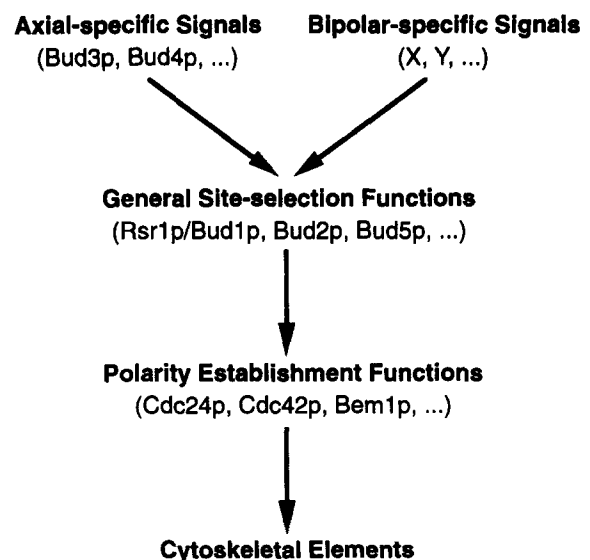 Axial-specific Signals
(Bud3p, Bud4p, ...)
Bipolar-specific Signals
(X, Y, ...)
General Site-selection Functions
(Rsr1p/Bud1p, Bud2p, Bud5p, ...)
Polarity Establishment Functions
(Cdc24p, Cdc42p, Bem1p, ...)
Cytoskeletal Elements